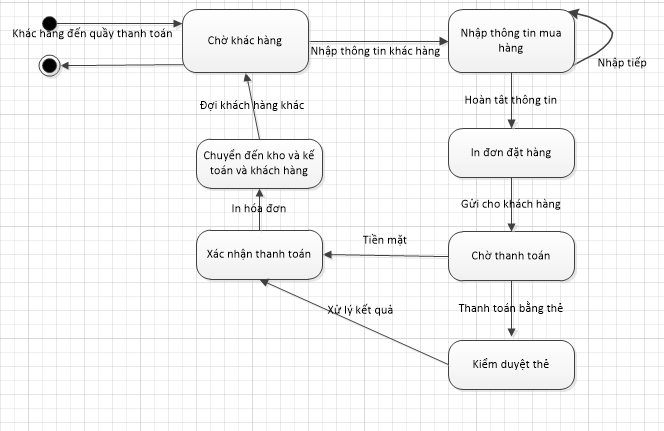 Khác hàng đến quầy thanh toán
Chờ khác hàng
Nhập thông tin khác hàng
Nhập thông tin mua
hàng
Nhập tiếp
Hoàn tât thông tin
Đợi khách hàng khác
Chuyển đến kho và kế
toán và khách hàng
In đơn đặt hàng
In hóa đơn
Gửi cho khách hàng
Xác nhận thanh toán
Tiền mặt
Chờ thanh toán
Xử lý kết quả
Thanh toán bằng thẻ
Kiểm duyệt thẻ